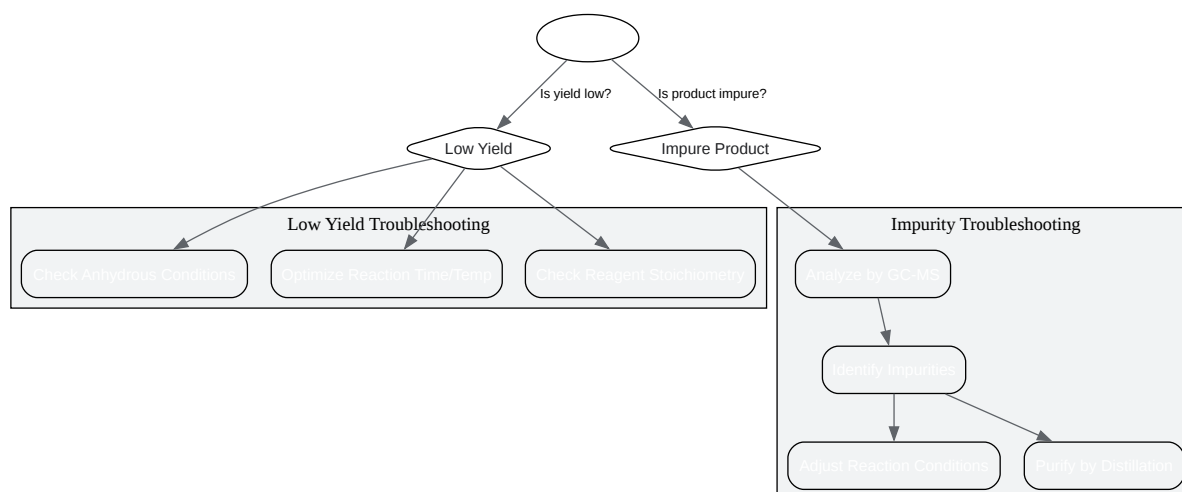 Is yield low?
Is product impure?
Low Yield
Impure Product
Low Yield Troubleshooting
Impurity Troubleshooting
Check Anhydrous Conditions
Optimize Reaction Time/Temp
Check Reagent Stoichiometry
Analyze by GC-MS
Identify Impurities
Adjust Reaction Conditions
Purify by Distillation